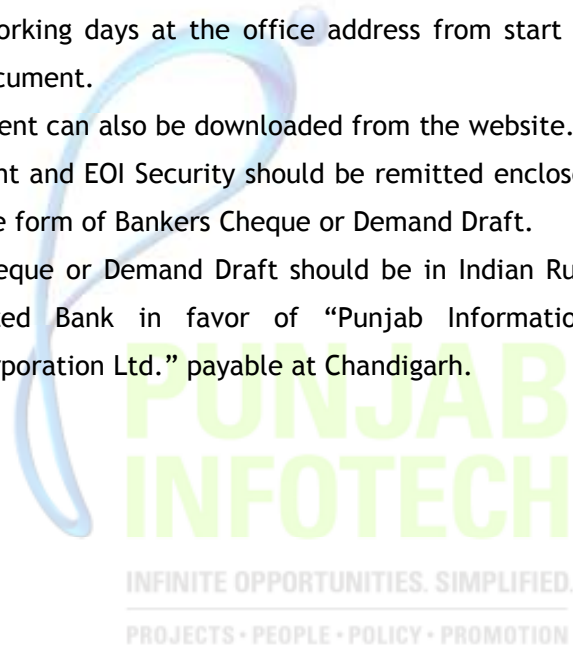 orking days at the office address from start
cument.
ent can also be downloaded from the website.
nt and EOI Security should be remitted enclose
e form of Bankers Cheque or Demand Draft.
eque or Demand Draft should be in Indian Ru
ed Bank in favor of “Punjab Informatio
rporation Ltd.” payable at Chandigarh.
PUNJAB
INFOTECH
INFINITE OPPORTUNITIES. SIMPLIFIED.
PROJECTS • PEOPLE • POLICY • PROMOTION